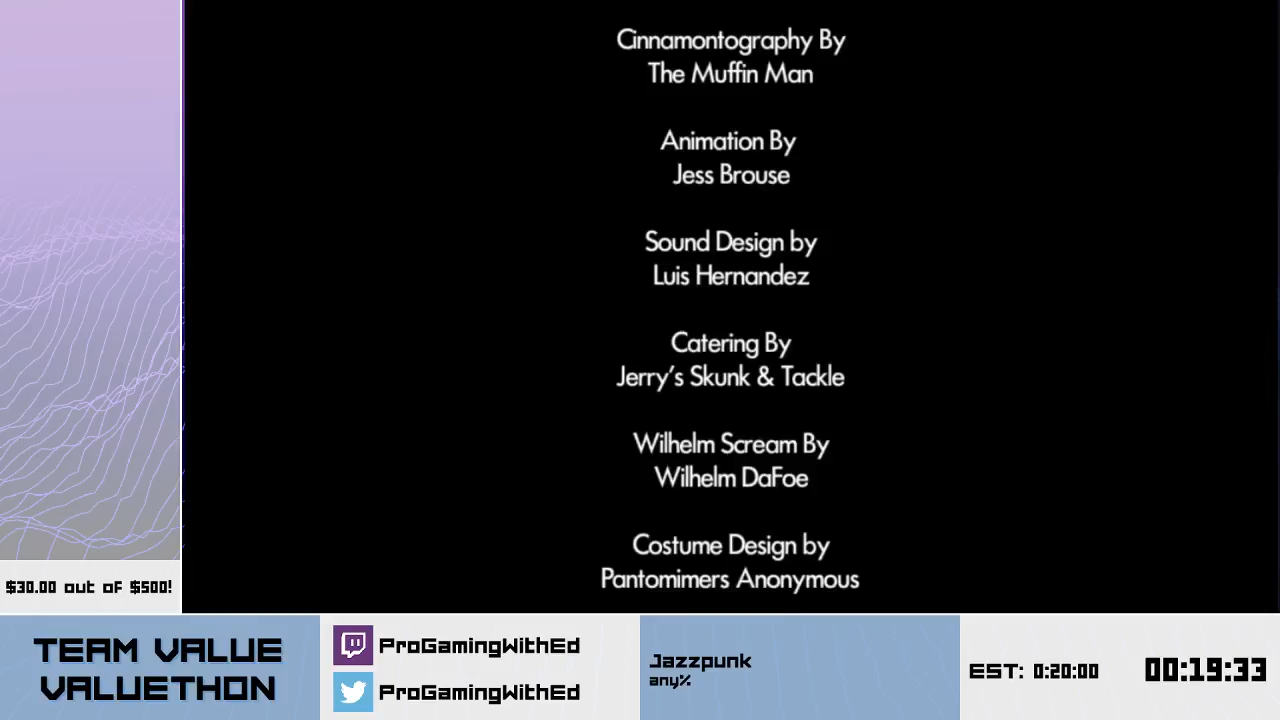 Cinnamontography By
The Muffin Man
Animation By
Jess Brouse
Sound Design by
Luis Hernandez
Catering By
Jerry's Skunk & Tackle
Wilhelm Scream By
Wilhelm DaFoe
Costume Design by
Pantomimers Anonymous
$30.00 out of $500!
TEAM VALUE
VALUETHON
ProGamingWithEd
ProGamingWithEd
Jazzpunk
any%
EST: 0:20:00
00:19:33